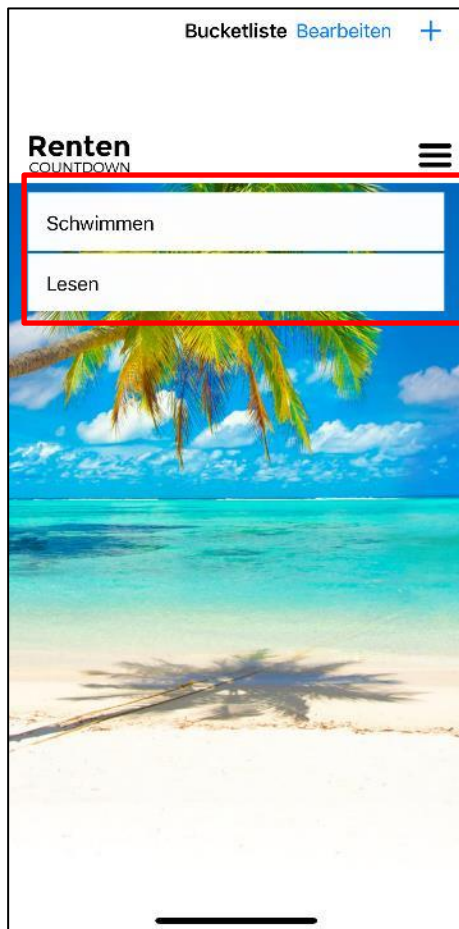 Bucketliste Bearbeiten +
Renten
COUNTDOWN
Schwimmen
Lesen